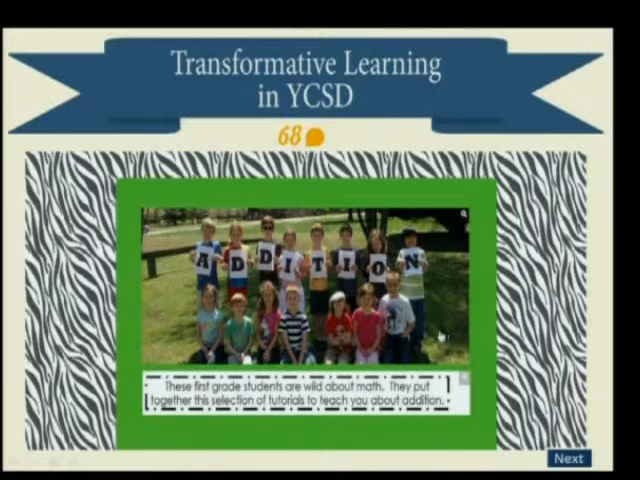 Transformative Learning
in YCSD
68
ADDITION
These first grade students are wild about math. They put
together this selection of tutorials to teach you about addition.
Next